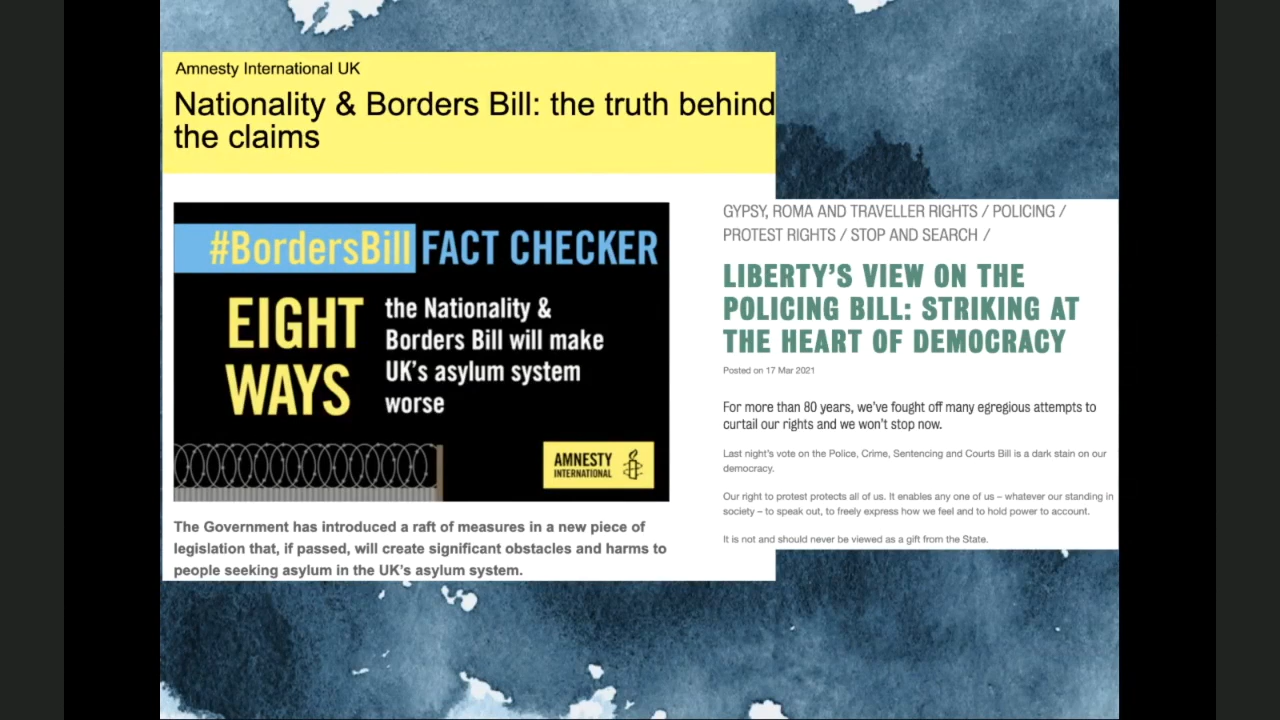 Amnesty International UK
Nationality & Borders Bill: the truth behind
the claims
#BordersBill FACT CHECKER
EIGHT
WAYS
the Nationality &
Borders Bill will make
UK's asylum system
worse
AMNESTY
INTERNATIONAL
The Government has introduced a raft of measures in a new piece of
legislation that, if passed, will create significant obstacles and harms to
people seeking asylum in the UK's asylum system.
GYPSY, ROMA AND TRAVELLER RIGHTS / POLICING /
PROTEST RIGHTS / STOP AND SEARCH /
LIBERTY'S VIEW ON THE
POLICING BILL: STRIKING AT
THE HEART OF DEMOCRACY
Posted on 17 Mar 2021
For more than 80 years, we've fought off many egregious attempts to
curtail our rights and we won't stop now.
Last night's vote on the Police, Crime, Sentencing and Courts Bill is a dark stain on our
democracy.
Our right to protest protects all of us. It enables any one of us – whatever our standing in
society – to speak out, to freely express how we feel and to hold power to account.
It is not and should never be viewed as a gift from the State.